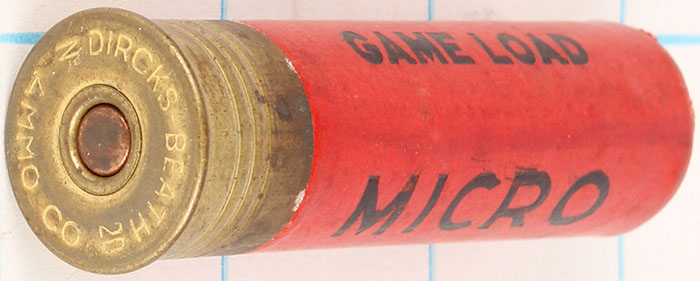 DIRCKS BEATH
AMMO CO
GAME LOAD
MICRO